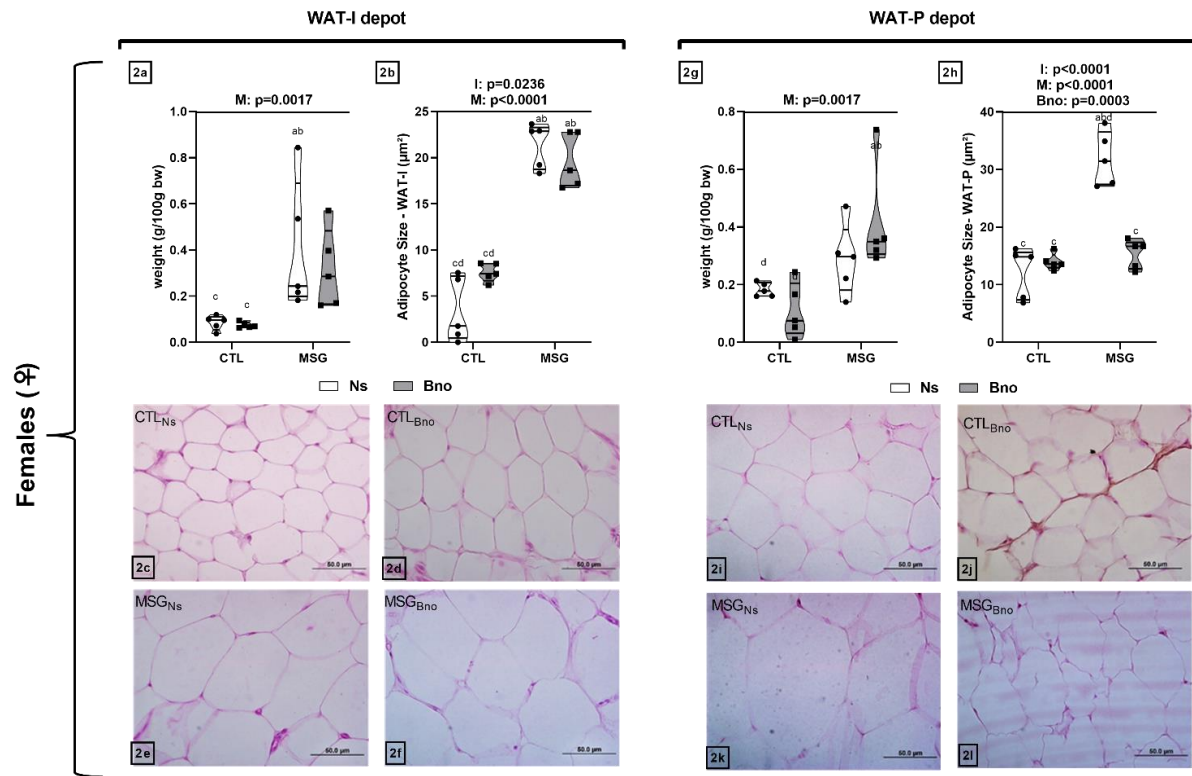 WAT-I depot
WAT-P depot
Females (♀)
2a
M: p=0.0017
weight (g/100g bw)
1.0
0.8
0.6
0.4
0.2
0.0
c
c
ab
CTL
MSG
2b
I: p=0.0236
M: p<0.0001
Adipocyte Size - WAT-I (µm²)
25
20
15
10
5
0
cd
cd
ab
ab
CTL
MSG
Ns
Bno
2g
M: p=0.0017
weight (g/100g bw)
0.8
0.6
0.4
0.2
0.0
d
ab
CTL
MSG
2h
I: p<0.0001
M: p<0.0001
Bno: p=0.0003
Adipocyte Size- WAT-P (µm²)
40
30
20
10
0
c
c
abd
c
CTL
MSG
Ns
Bno
CTLNs
2c
50.0 µm
CTLBno
2d
50.0 µm
CTLNs
2i
50.0 µm
CTLBno
2j
50.0 µm
MSGNs
2e
50.0 µm
MSGBno
2f
50.0 µm
MSGNs
2k
50.0 µm
MSGBno
2l
50.0 µm